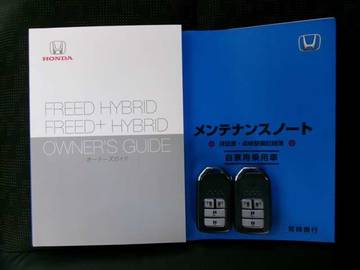 HONDA
FREED HYBRID
FREED+ HYBRID
OWNER'S GUIDE
オーナーズガイド
メンテナンスノート
自家用乗用車